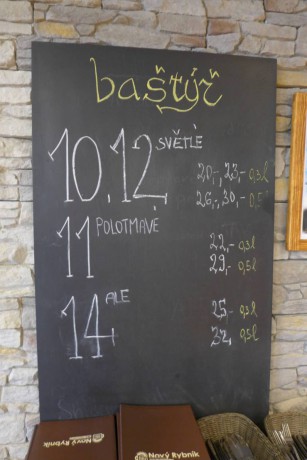 baštýř
10, 12, SVĚTLÉ
20,-, 23,- 0,3l
26,-, 30,- 0,5l
11 POLOTMAVÉ
22,- 0,3l
29,- 0,5l
14 ALE
25,- 0,3l
32,- 0,5l
Nový Rybník
Nový Rybník